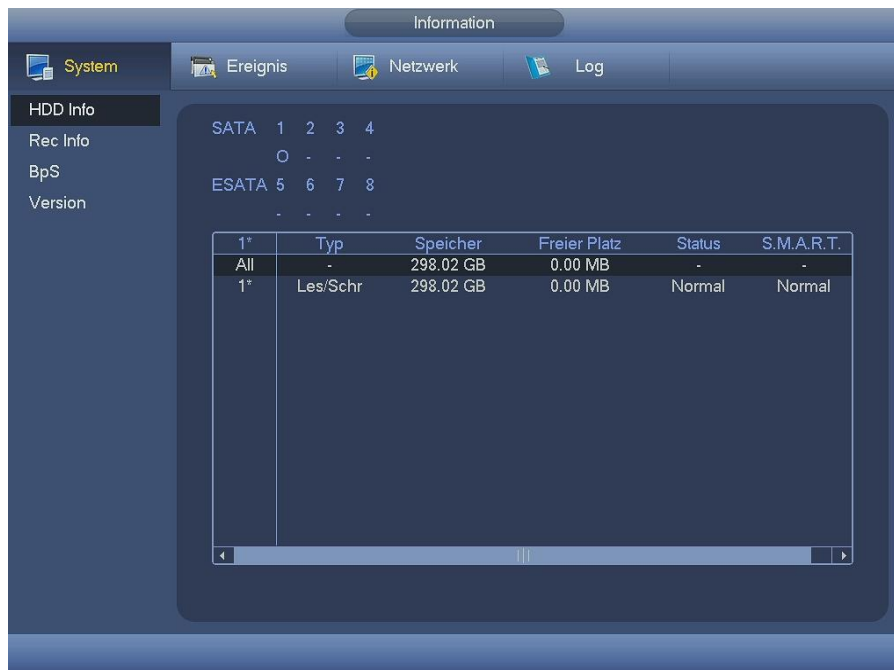 Information
System Ereignis Netzwerk Log
HDD Info
Rec Info
BpS
Version
SATA 1 2 3 4
O - - -
ESATA 5 6 7 8
- - - -
1* Typ Speicher Freier Platz Status S.M.A.R.T.
All - 298.02 GB 0.00 MB - -
1* Les/Schr 298.02 GB 0.00 MB Normal Normal